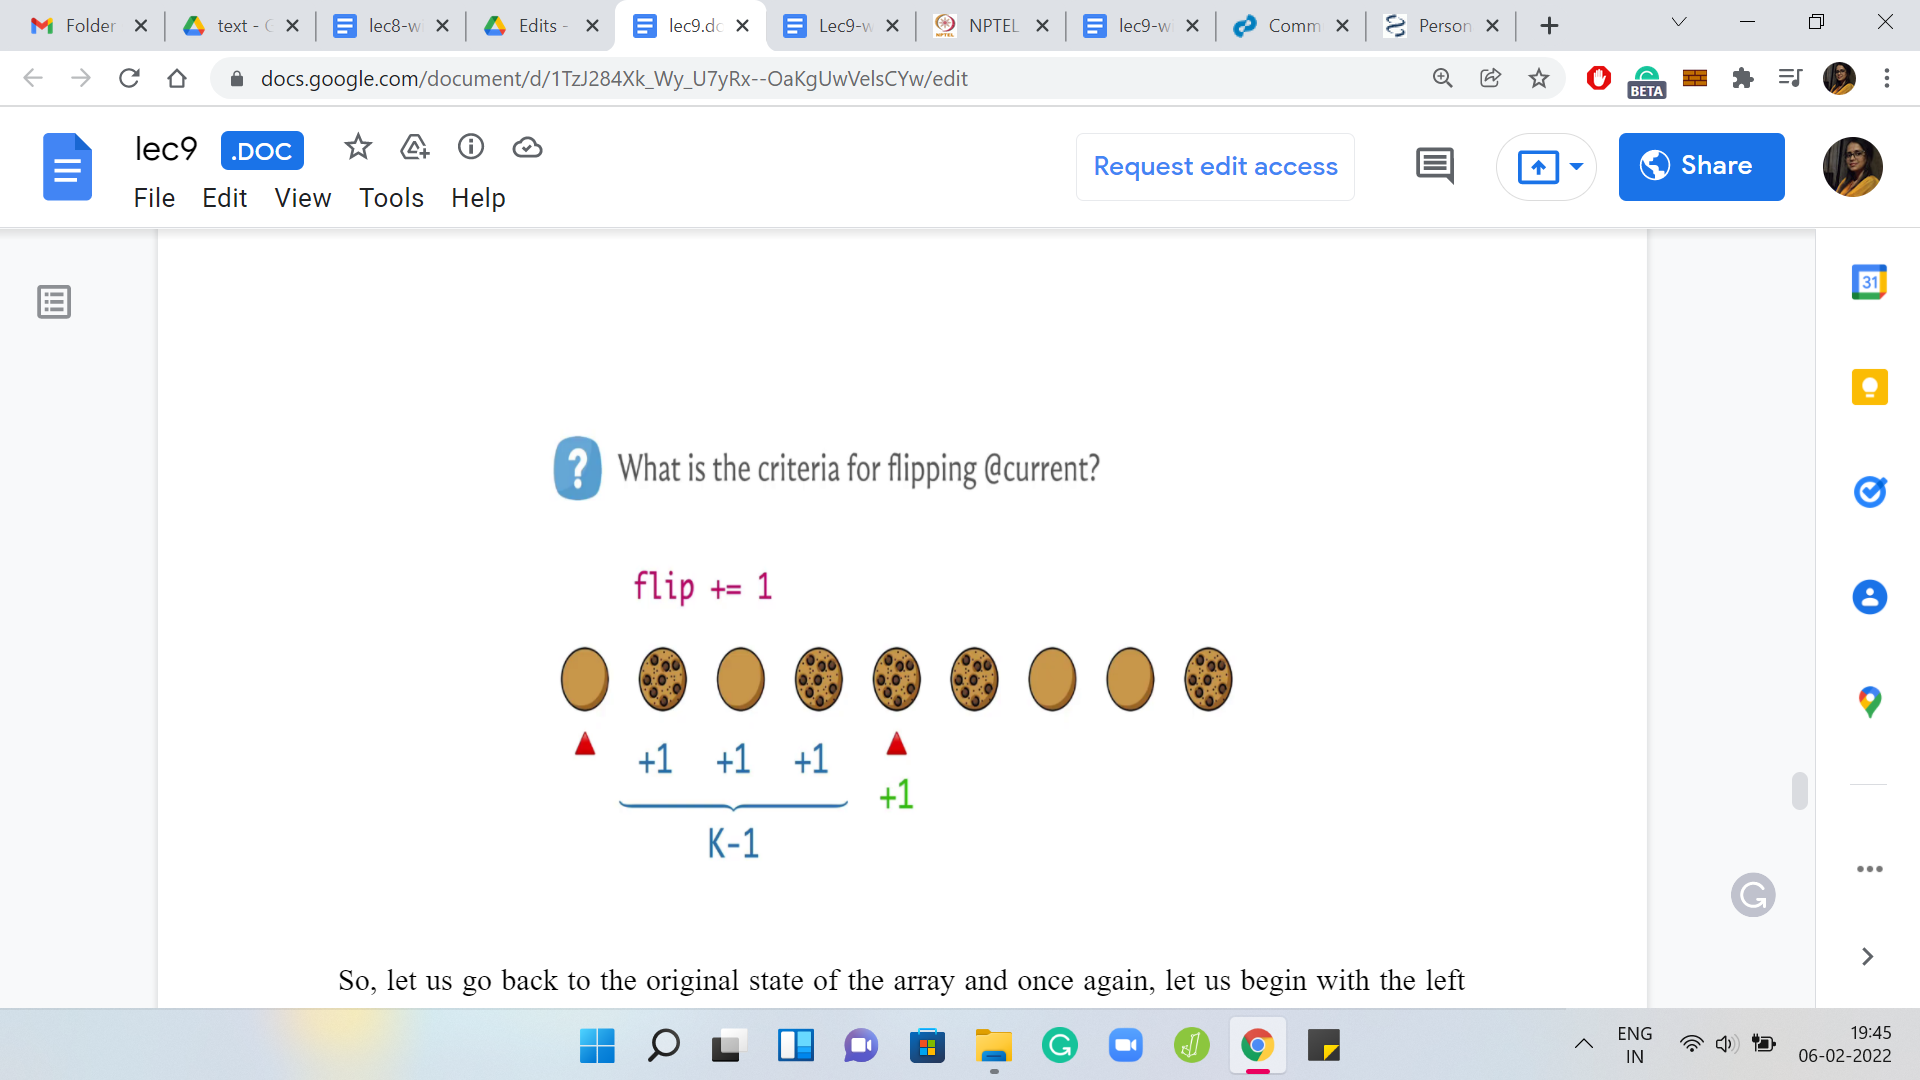 Folder
text - G
lec8-w
Edits -
lec9.dc
Lec9-w
NPTEL
lec9-w
Comm
Person
docs.google.com/document/d/1TzJ284Xk_Wy_U7yRx--OaKgUwVelsCYw/edit
BETA
lec9 .DOC
Request edit access
Share
File Edit View Tools Help
31
? What is the criteria for flipping @current?
flip += 1
+1 +1 +1
+1
K-1
So, let us go back to the original state of the array and once again, let us begin with the left
ENG
IN
19:45
06-02-2022